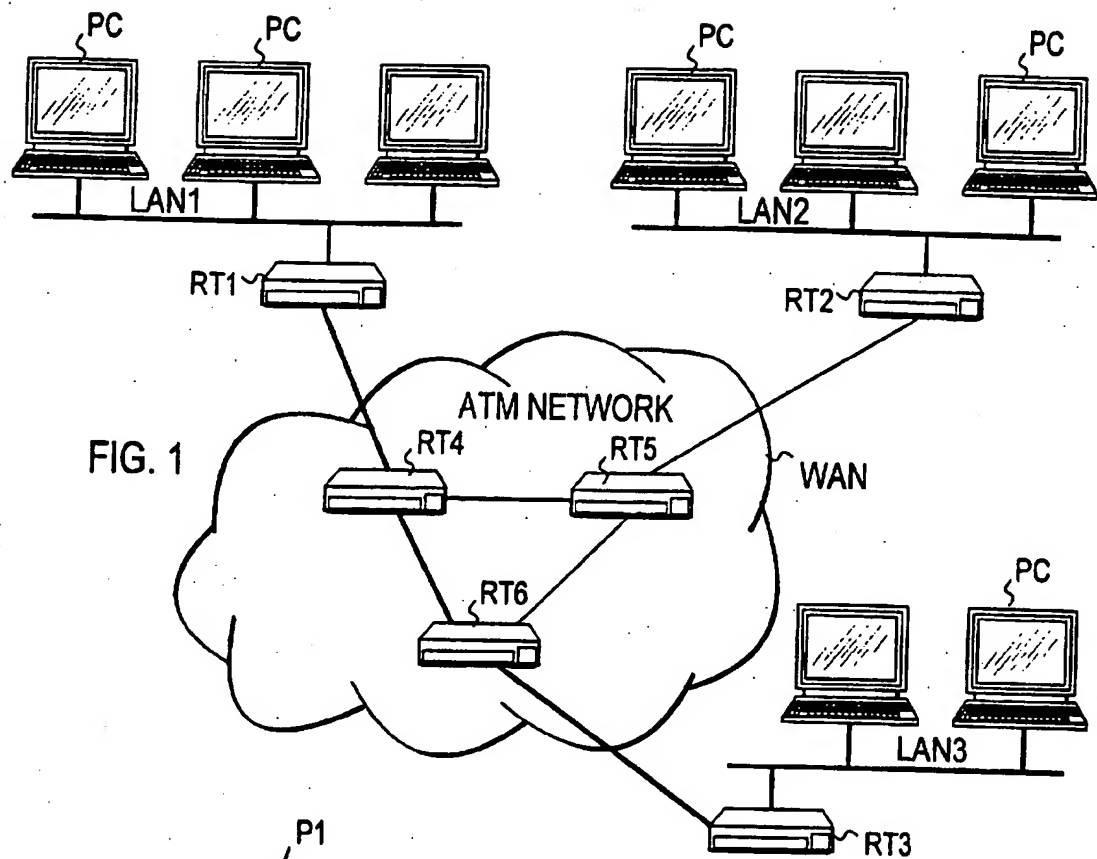 PC
PC
PC
PC
LAN1
LAN2
RT1
RT2
ATM NETWORK
FIG. 1
RT4
RT5
WAN
RT6
PC
LAN3
P1
RT3